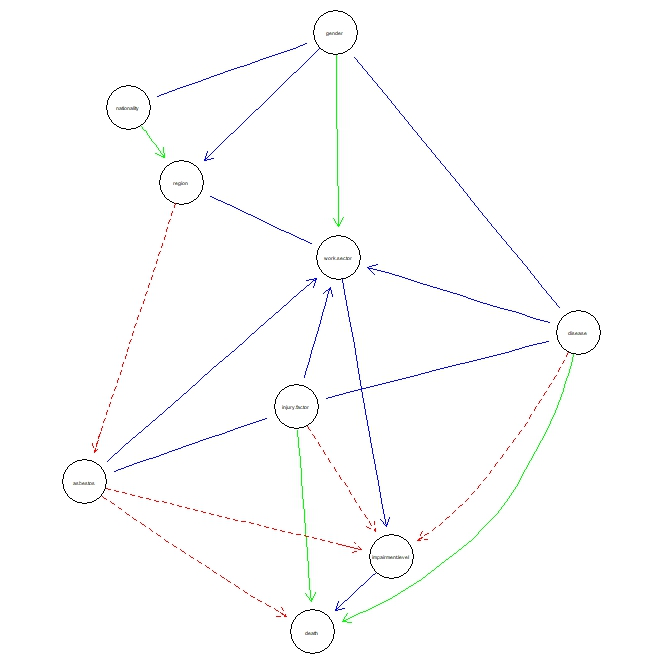 gender
nationality
region
work.sector
disease
injury.factor
asbestos
impairmentlevel
death